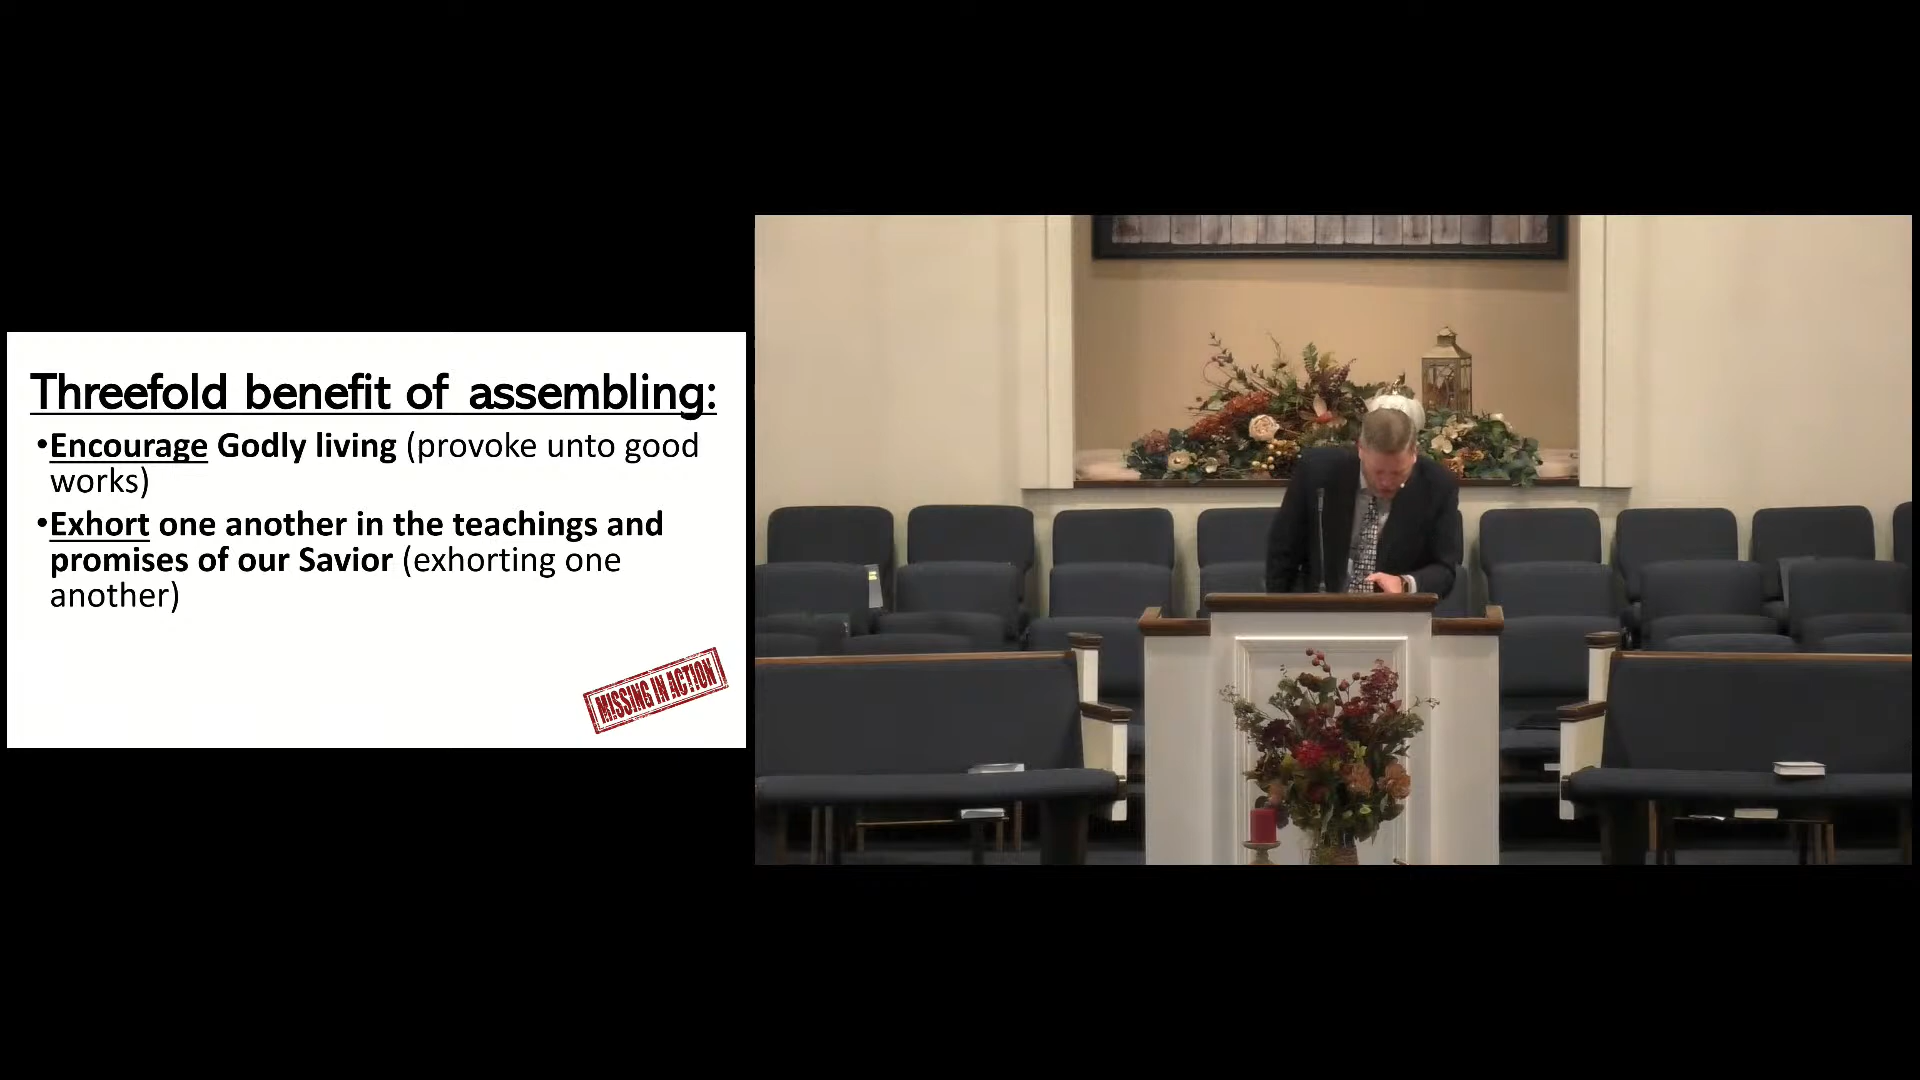 Threefold benefit of assembling:
•Encourage Godly living (provoke unto good
works)
•Exhort one another in the teachings and
promises of our Savior (exhorting one
another)
MISSING IN ACTION